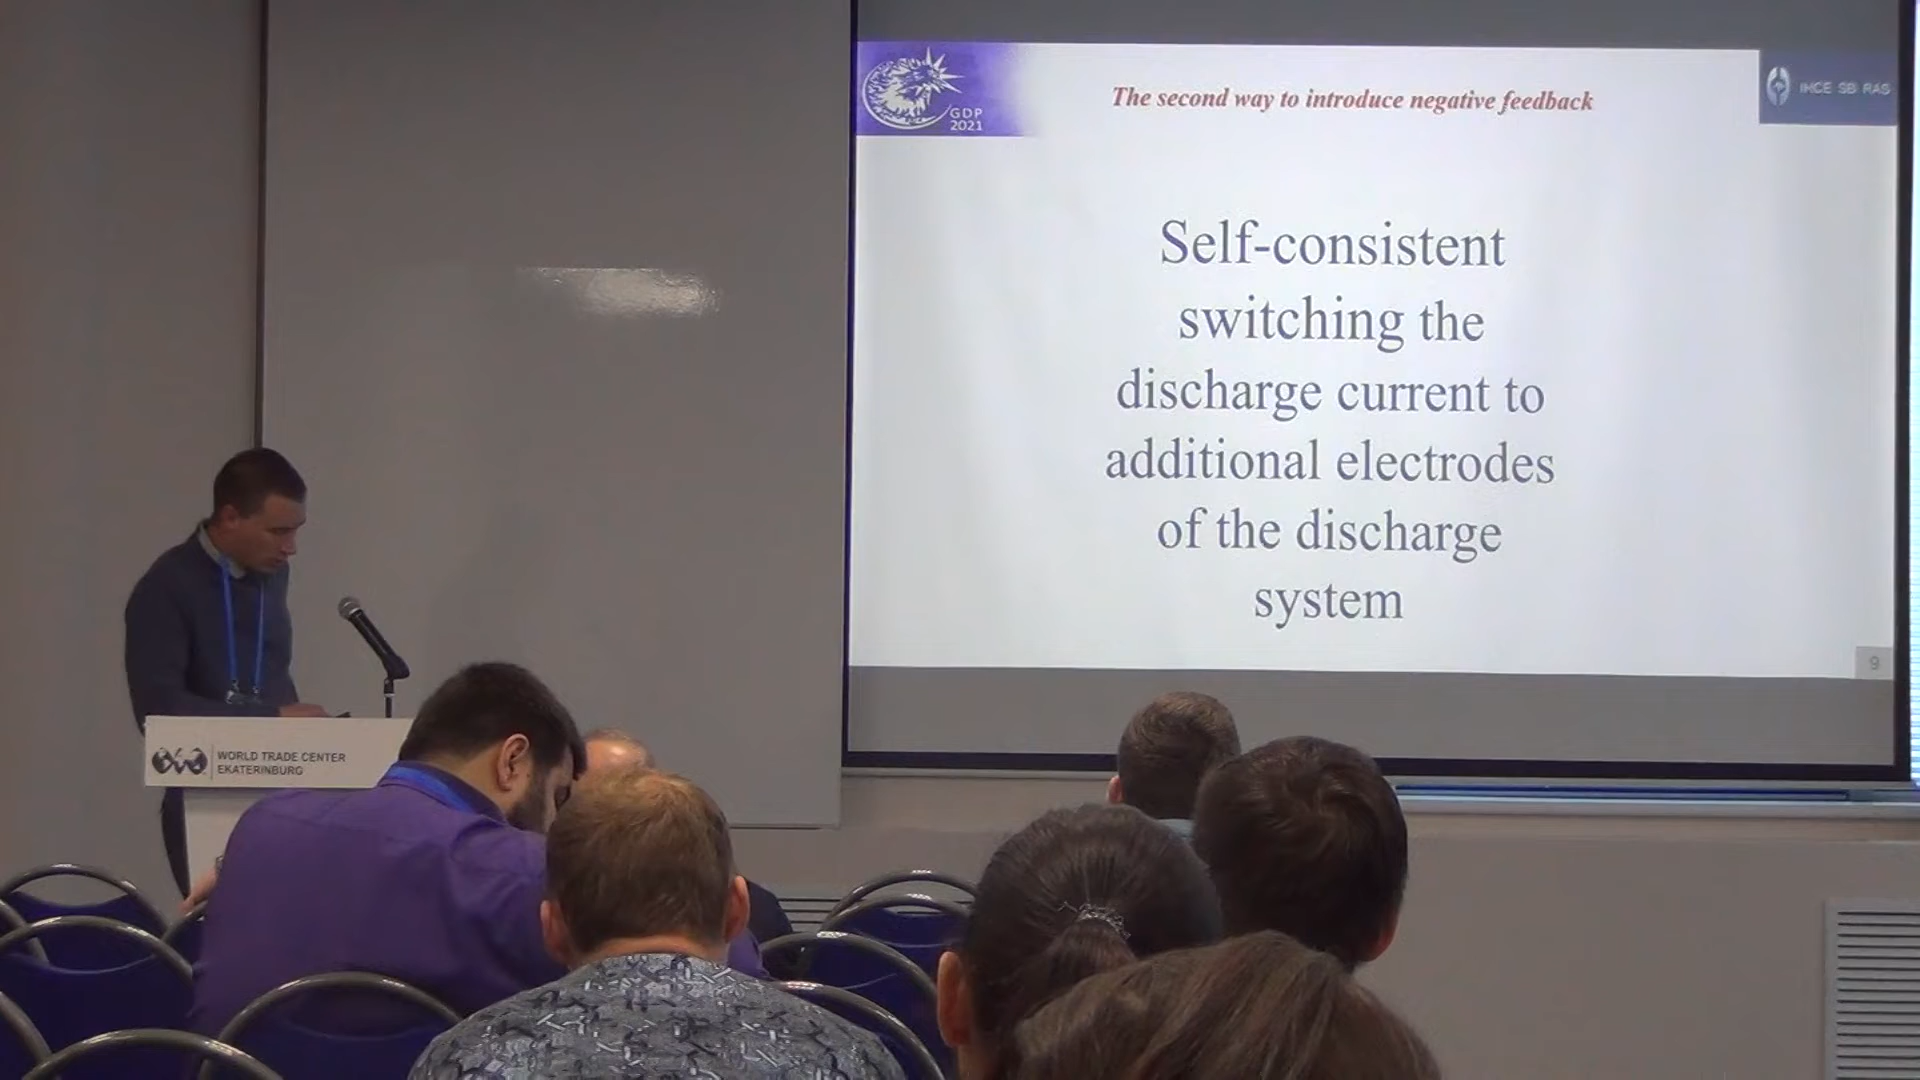 GDP
2021
The second way to introduce negative feedback
IHCE SB RAS
Self-consistent
switching the
discharge current to
additional electrodes
of the discharge
system
9
WORLD TRADE CENTER
EKATERINBURG